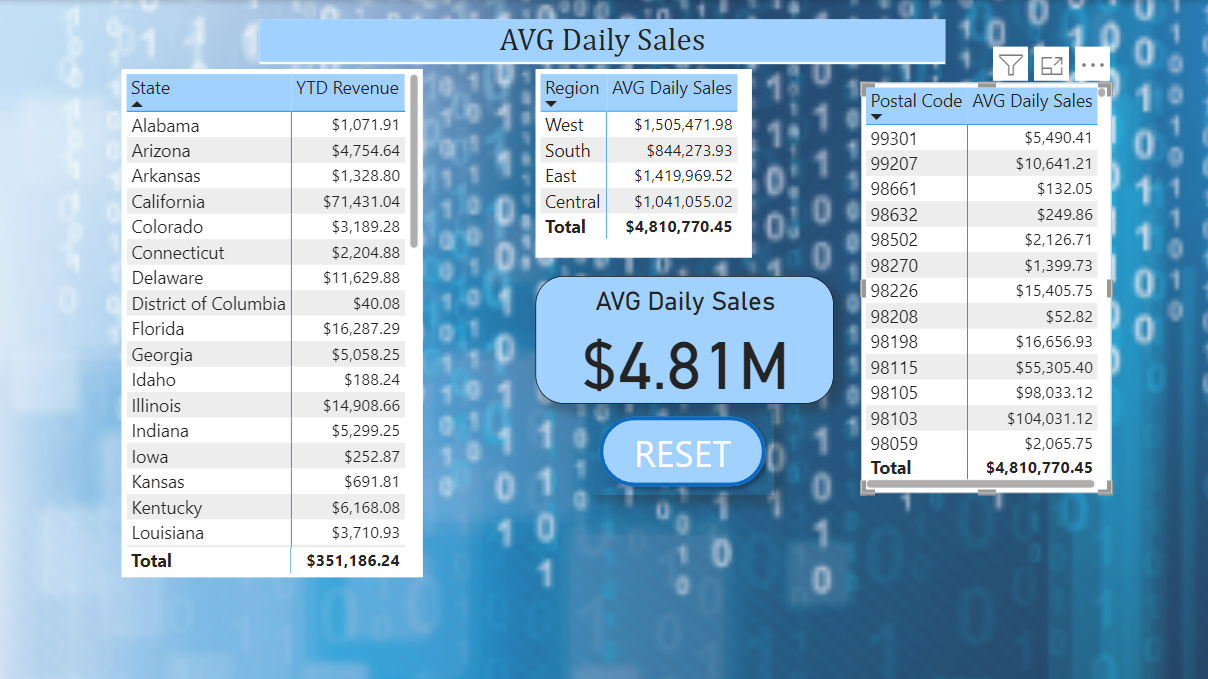 AVG Daily Sales
State YTD Revenue
Alabama $1,071.91
Arizona $4,754.64
Arkansas $1,328.80
California $71,431.04
Colorado $3,189.28
Connecticut $2,204.88
Delaware $11,629.88
District of Columbia $40.08
Florida $16,287.29
Georgia $5,058.25
Idaho $188.24
Illinois $14,908.66
Indiana $5,299.25
Iowa $252.87
Kansas $691.81
Kentucky $6,168.08
Louisiana $3,710.93
Total $351,186.24
Region AVG Daily Sales
West $1,505,471.98
South $844,273.93
East $1,419,969.52
Central $1,041,055.02
Total $4,810,770.45
AVG Daily Sales
$4.81M
RESET
Postal Code AVG Daily Sales
99301 $5,490.41
99207 $10,641.21
98661 $132.05
98632 $249.86
98502 $2,126.71
98270 $1,399.73
98226 $15,405.75
98208 $52.82
98198 $16,656.93
98115 $55,305.40
98105 $98,033.12
98103 $104,031.12
98059 $2,065.75
Total $4,810,770.45